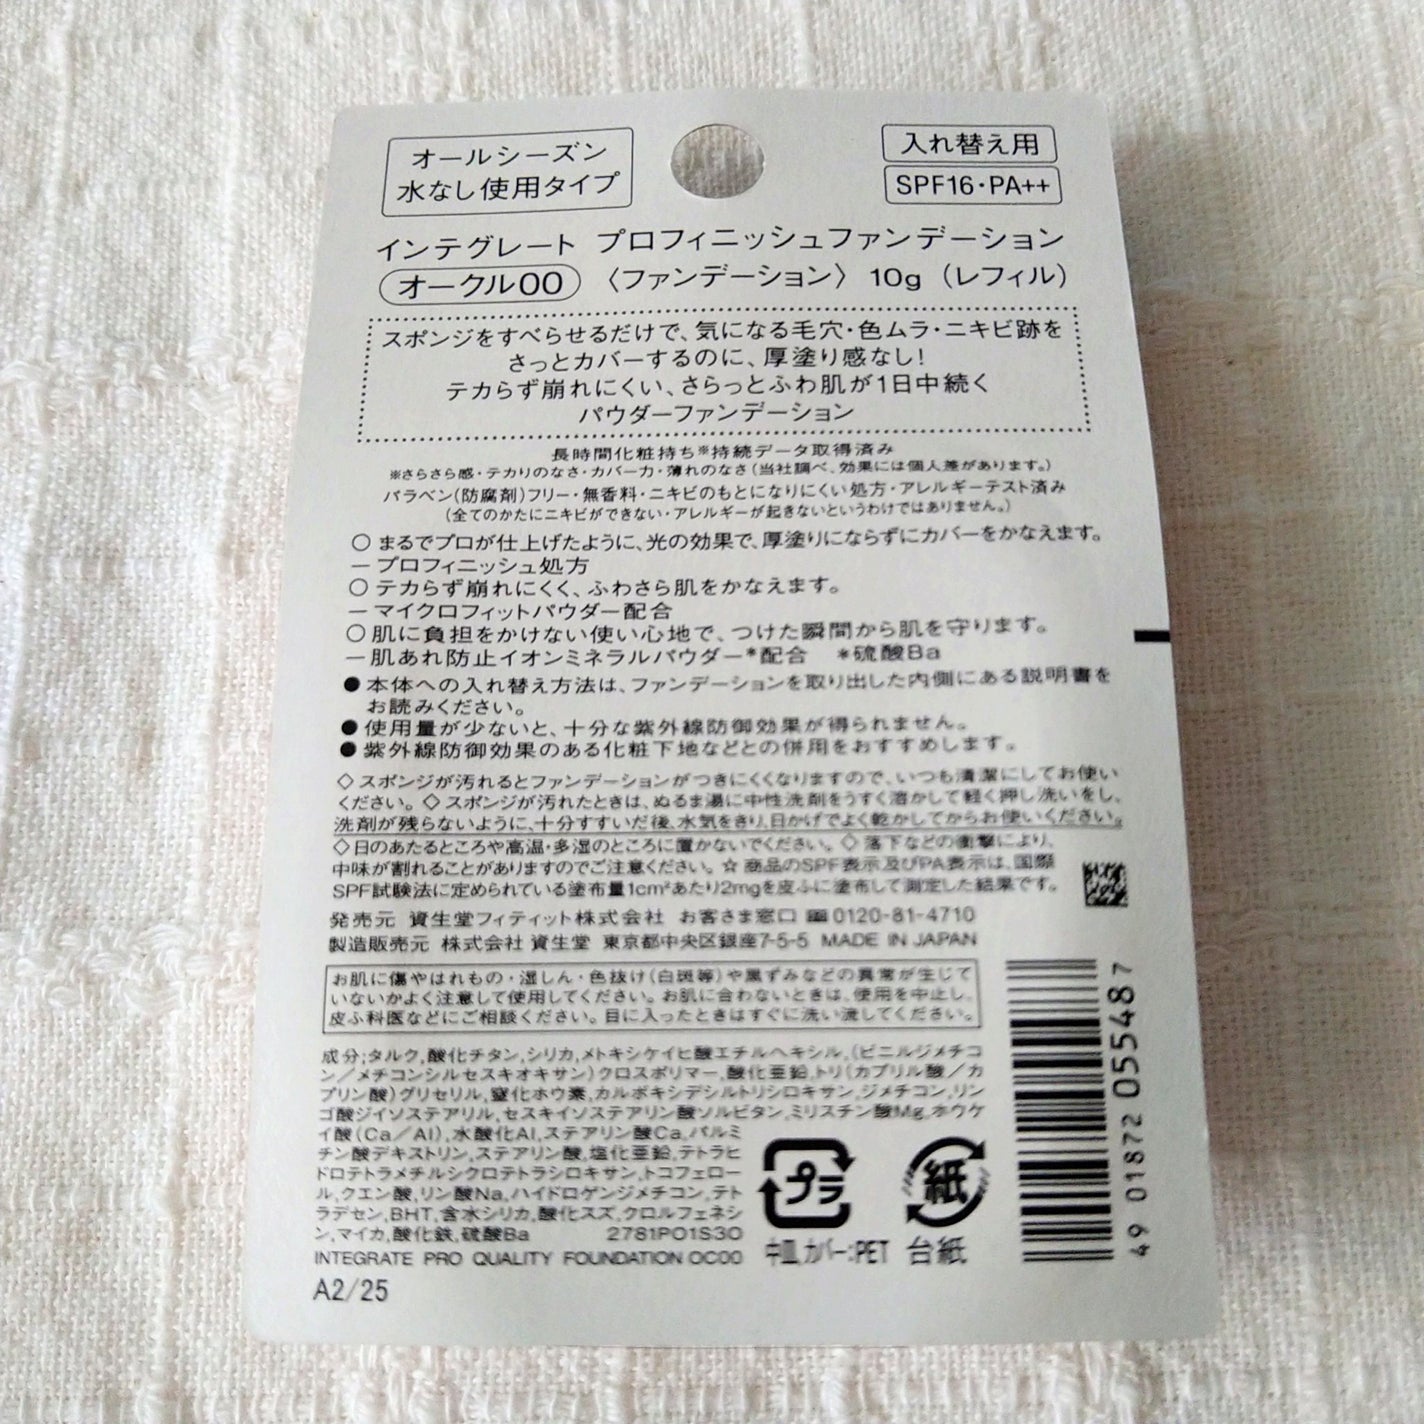 オールシーズン
水なし使用タイプ
入れ替え用
SPF16・PA++
インテグレート プロフィニッシュファンデーション
オークル00 〈ファンデーション〉 10g (レフィル)
スポンジをすべらせるだけで、気になる毛穴・色ムラ・ニキビ跡を
さっとカバーするのに、厚塗り感なし!
テカらず崩れにくい、さらっとふわ肌が1日中続く
パウダーファンデーション
長時間化粧持ち※持続データ取得済み
※さらさら感・テカリのなさ・カバー力・薄れのなさ(当社調べ、効果には個人差があります。)
パラベン(防腐剤)フリー・無香料・ニキビのもとになりにくい処方・アレルギーテスト済み
(全てのかたにニキビができない・アレルギーが起きないというわけではありません。)
○ まるでプロが仕上げたように、光の効果で、厚塗りにならずにカバーをかなえます。
－プロフィニッシュ処方
○ テカらず崩れにくく、ふわさら肌をかなえます。
－マイクロフィットパウダー配合
○ 肌に負担をかけない使い心地で、つけた瞬間から肌を守ります。
－肌あれ防止イオンミネラルパウダー*配合 *硫酸Ba
● 本体への入れ替え方法は、ファンデーションを取り出した内側にある説明書を
お読みください。
● 使用量が少ないと、十分な紫外線防御効果が得られません。
● 紫外線防御効果のある化粧下地などとの併用をおすすめします。
◇ スポンジが汚れるとファンデーションがつきにくくなりますので、いつも清潔にしてお使い
ください。◇ スポンジが汚れたときは、ぬるま湯に中性洗剤をうすく溶かして軽く押し洗いをし、
洗剤が残らないように、十分すすいだ後、水気をきり、日かげでよく乾かしてからお使いください。
◇ 日のあたるところや高温・多湿のところに置かないでください。◇ 落下などの衝撃により、
中味が割れることがありますのでご注意ください。☆ 商品のSPF表示及びPA表示は、国際
SPF試験法に定められている塗布量1cm²あたり2mgを皮ふに塗布して測定した結果です。
発売元 資生堂フィティット株式会社 お客さま窓口 0120-81-4710
製造販売元 株式会社 資生堂 東京都中央区銀座7-5-5 MADE IN JAPAN
お肌に傷やはれもの・湿しん・色抜け(白斑等)や黒ずみなどの異常が生じて
いないかよく注意して使用してください。お肌に合わないときは、使用を中止し、
皮ふ科医などにご相談ください。目に入ったときはすぐに洗い流してください。
成分;タルク,酸化チタン,シリカ,メトキシケイヒ酸エチルヘキシル,(ビニルジメチコ
ン／メチコンシルセスキオキサン)クロスポリマー,酸化亜鉛,トリ(カプリル酸／カ
プリン酸)グリセリル,窒化ホウ素,カルボキシデシルトリシロキサン,ジメチコン,リン
ゴ酸ジイソステアリル,セスキイソステアリン酸ソルビタン,ミリスチン酸Mg,ホウケ
イ酸(Ca／Al),水酸化Al,ステアリン酸Ca,パルミ
チン酸デキストリン,ステアリン酸,塩化亜鉛,テトラヒ
ドロテトラメチルシクロテトラシロキサン,トコフェロー
ル,クエン酸,リン酸Na,ハイドロゲンジメチコン,テト
ラデセン,BHT,含水シリカ,酸化スズ,クロルフェネシ
ン,マイカ,酸化鉄,硫酸Ba 2781P01S30
INTEGRATE PRO QUALITY FOUNDATION OC00
A2/25
プラ
中皿,カバー:PET
紙
台紙
4901872 055487